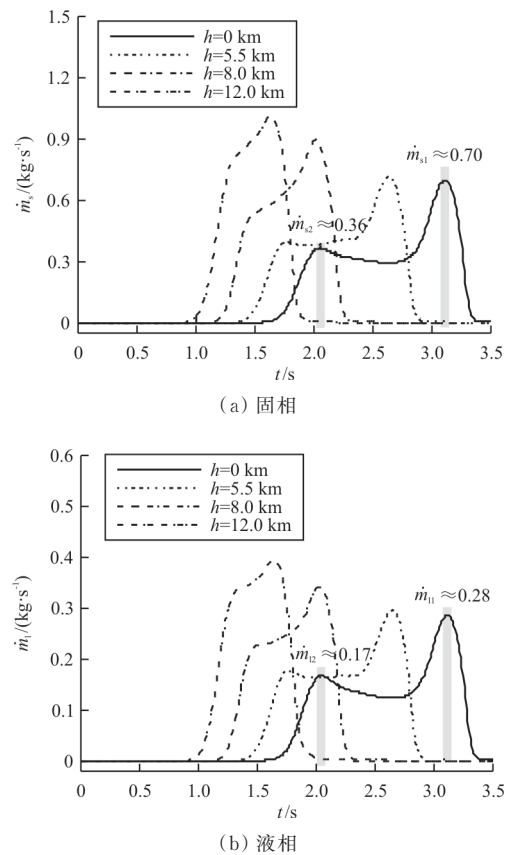 1.5
1.2
0.9
0.6
0.3
0
ṁs/(kg·s-1)
h=0 km
h=5.5 km
h=8.0 km
h=12.0 km
ṁs1≈0.70
ṁs2≈0.36
0 0.5 1.0 1.5 2.0 2.5 3.0 3.5
t/s
(a) 固相
0.6
0.5
0.4
0.3
0.2
0.1
0
ṁl/(kg·s-1)
h=0 km
h=5.5 km
h=8.0 km
h=12.0 km
ṁl1≈0.28
ṁl2≈0.17
0 0.5 1.0 1.5 2.0 2.5 3.0 3.5
t/s
(b) 液相